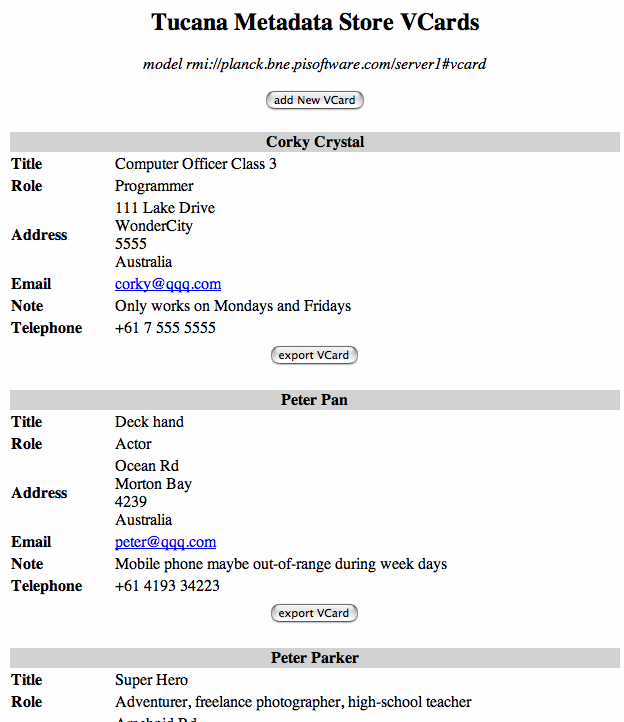 Tucana Metadata Store VCards
model rmi://planck.bne.pisoftware.com/server1#vcard
add New VCard
Corky Crystal
Title Computer Officer Class 3
Role Programmer
Address 111 Lake Drive
WonderCity
5555
Australia
Email corky@qqq.com
Note Only works on Mondays and Fridays
Telephone +61 7 555 5555
export VCard
Peter Pan
Title Deck hand
Role Actor
Address Ocean Rd
Morton Bay
4239
Australia
Email peter@qqq.com
Note Mobile phone maybe out-of-range during week days
Telephone +61 4193 34223
export VCard
Peter Parker
Title Super Hero
Role Adventurer, freelance photographer, high-school teacher